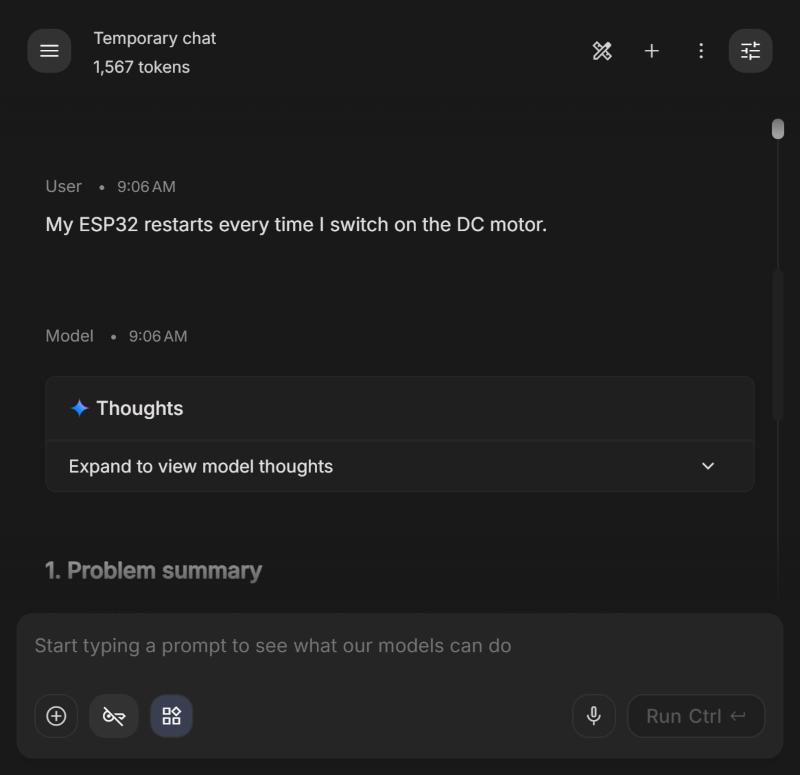 Temporary chat
1,567 tokens
User • 9:06 AM
My ESP32 restarts every time I switch on the DC motor.
Model • 9:06 AM
Thoughts
Expand to view model thoughts
1. Problem summary
Start typing a prompt to see what our models can do
Run Ctrl ↵